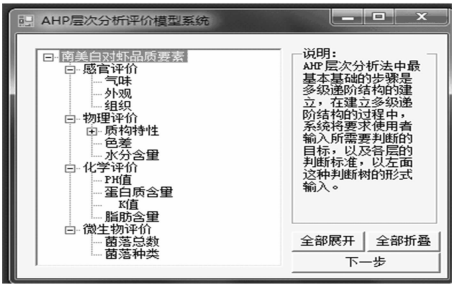 AHP层次分析评价模型系统
南美白对虾品质要素
感官评价
气味
外观
组织
物理评价
质构特性
色差
水分含量
化学评价
PH值
蛋白质含量
K值
脂肪含量
微生物评价
菌落总数
菌落种类
说明:
AHP层次分析法中最
基本基础的步骤是
多级递阶结构的建
立，在建立多级递
阶结构的过程中，
系统将要求使用者
输入所需要判断的
目标，以及各层的
判断标准，以左面
这种判断树的形式
输入。
全部展开
全部折叠
下一步